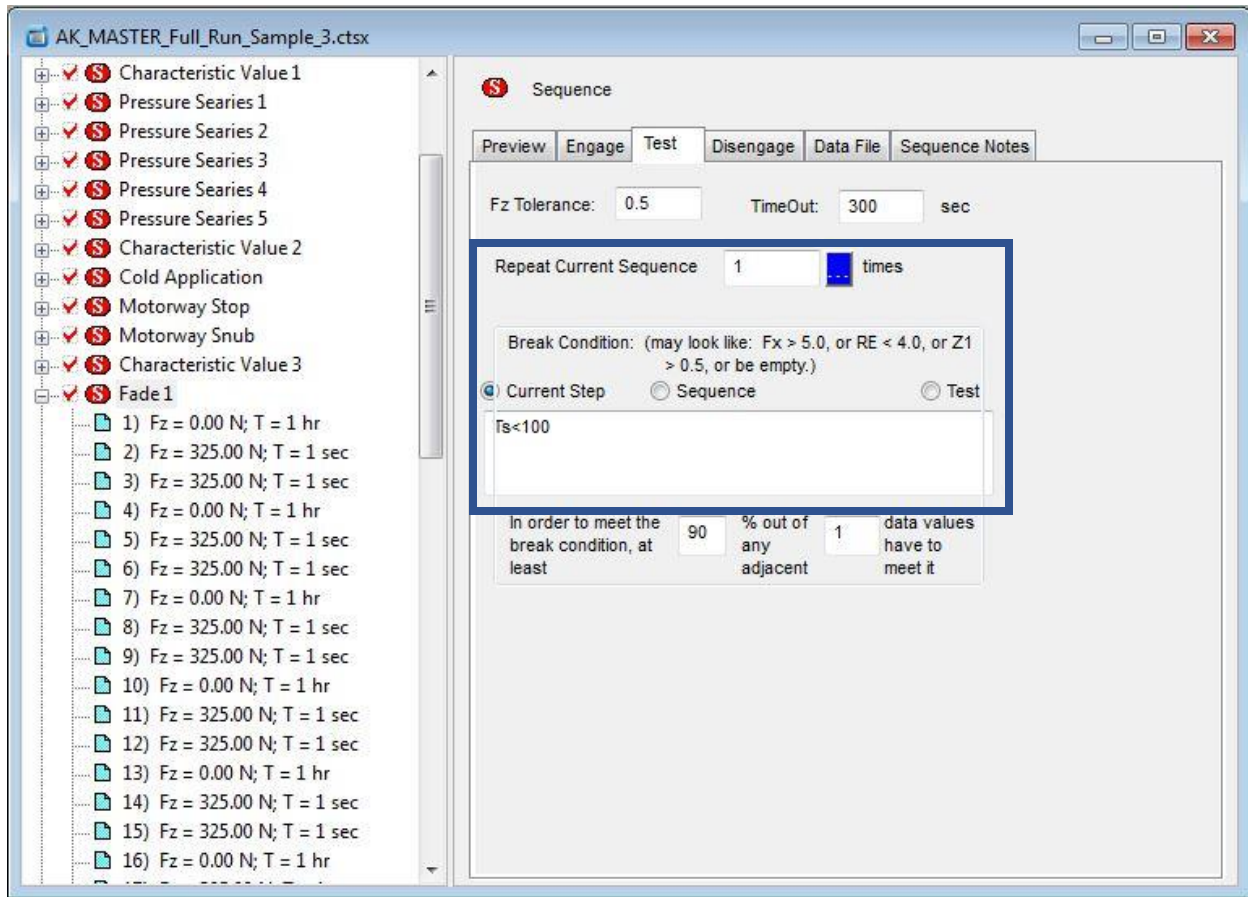 AK_MASTER_Full_Run_Sample_3.ctsx
Characteristic Value 1
Pressure Searies 1
Pressure Searies 2
Pressure Searies 3
Pressure Searies 4
Pressure Searies 5
Characteristic Value 2
Cold Application
Motorway Stop
Motorway Snub
Characteristic Value 3
Fade 1
1) Fz = 0.00 N; T = 1 hr
2) Fz = 325.00 N; T = 1 sec
3) Fz = 325.00 N; T = 1 sec
4) Fz = 0.00 N; T = 1 hr
5) Fz = 325.00 N; T = 1 sec
6) Fz = 325.00 N; T = 1 sec
7) Fz = 0.00 N; T = 1 hr
8) Fz = 325.00 N; T = 1 sec
9) Fz = 325.00 N; T = 1 sec
10) Fz = 0.00 N; T = 1 hr
11) Fz = 325.00 N; T = 1 sec
12) Fz = 325.00 N; T = 1 sec
13) Fz = 0.00 N; T = 1 hr
14) Fz = 325.00 N; T = 1 sec
15) Fz = 325.00 N; T = 1 sec
16) Fz = 0.00 N; T = 1 hr
S Sequence
Preview Engage Test Disengage Data File Sequence Notes
Fz Tolerance: 0.5 TimeOut: 300 sec
Repeat Current Sequence 1 ... times
Break Condition: (may look like: Fx > 5.0, or RE < 4.0, or Z1
> 0.5, or be empty.)
Current Step Sequence Test
Ts<100
In order to meet the 90 % out of 1 data values
break condition, at any have to
least adjacent meet it